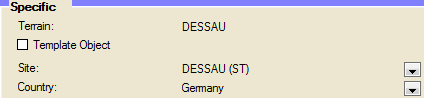 Specific
Terrain: DESSAU
Template Object
Site: DESSAU (ST)
Country: Germany